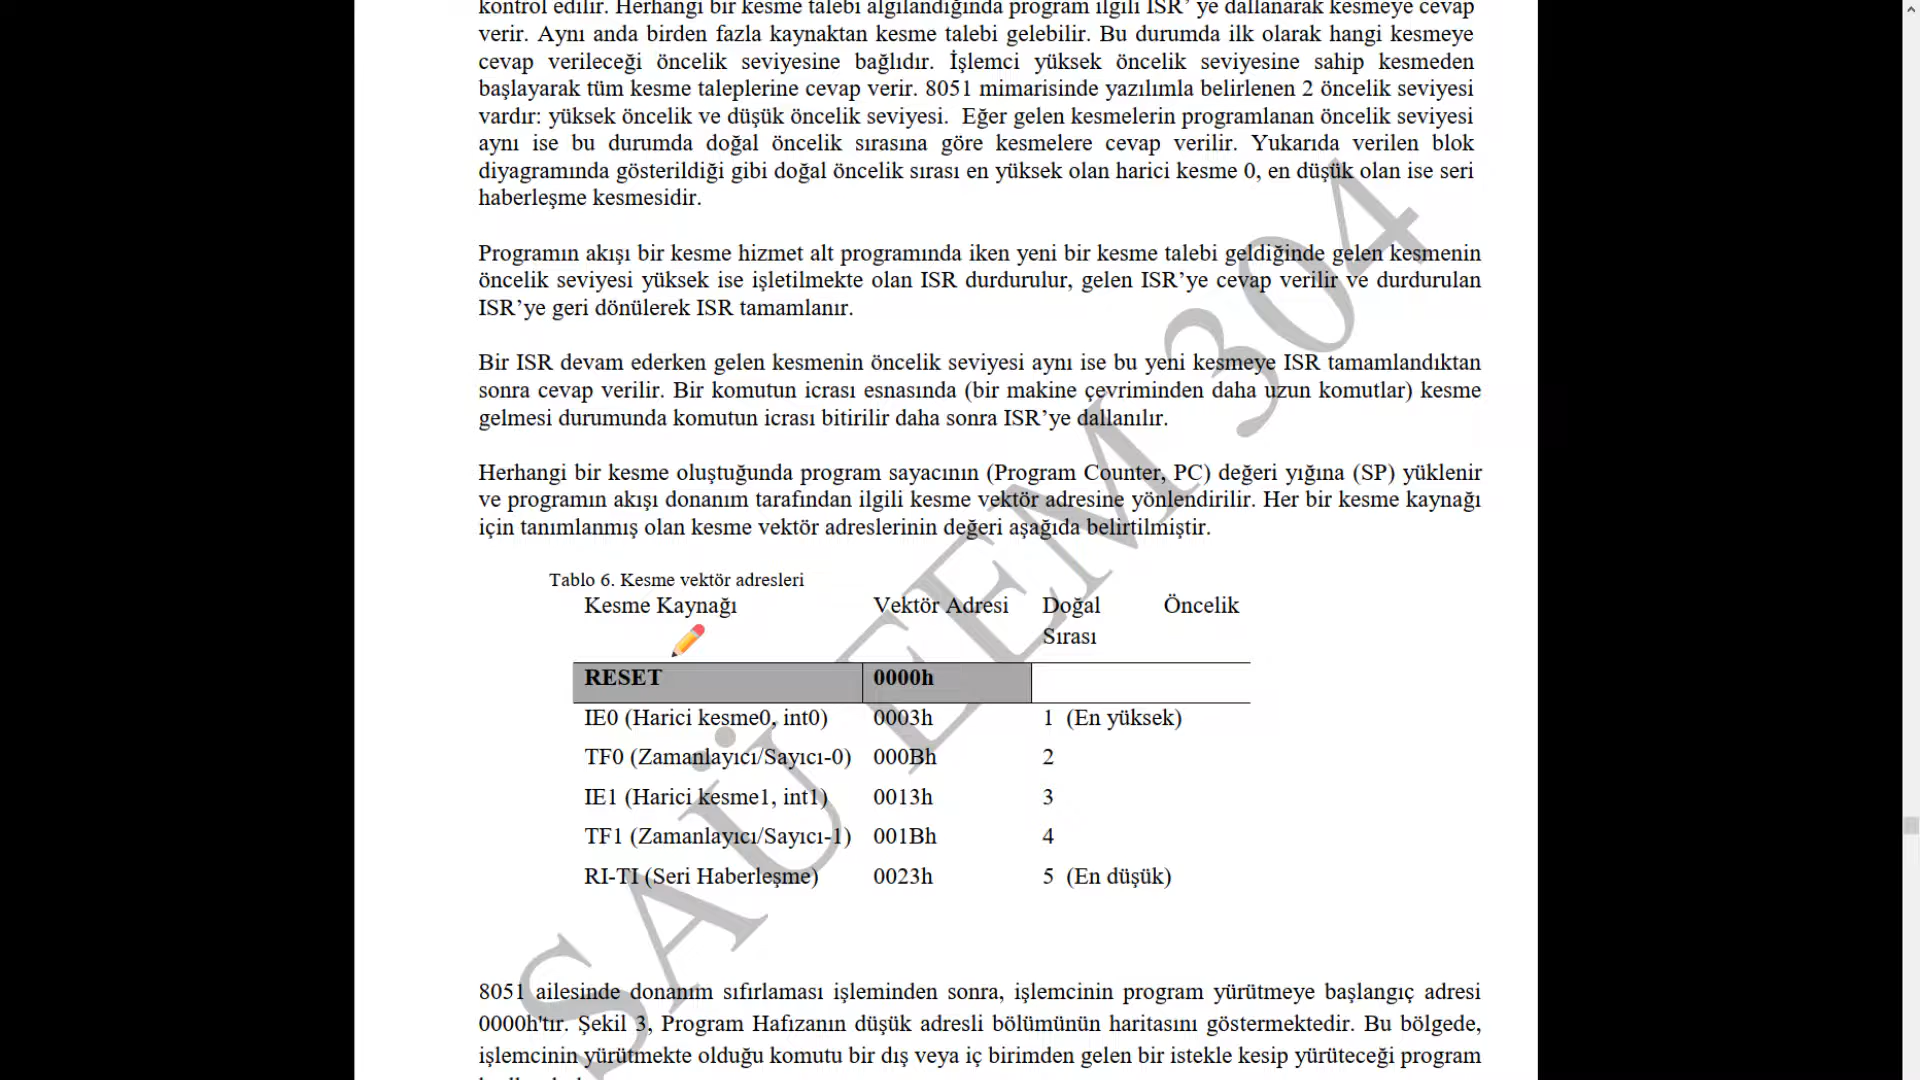 kontrol edilir. Herhangi bir kesme talebi algılandığında program ilgili ISR’ ye dallanarak kesmeye cevap
verir. Aynı anda birden fazla kaynaktan kesme talebi gelebilir. Bu durumda ilk olarak hangi kesmeye
cevap verileceği öncelik seviyesine bağlıdır. İşlemci yüksek öncelik seviyesine sahip kesmeden
başlayarak tüm kesme taleplerine cevap verir. 8051 mimarisinde yazılımla belirlenen 2 öncelik seviyesi
vardır: yüksek öncelik ve düşük öncelik seviyesi. Eğer gelen kesmelerin programlanan öncelik seviyesi
aynı ise bu durumda doğal öncelik sırasına göre kesmelere cevap verilir. Yukarıda verilen blok
diyagramında gösterildiği gibi doğal öncelik sırası en yüksek olan harici kesme 0, en düşük olan ise seri
haberleşme kesmesidir.
Programın akışı bir kesme hizmet alt programında iken yeni bir kesme talebi geldiğinde gelen kesmenin
öncelik seviyesi yüksek ise işletilmekte olan ISR durdurulur, gelen ISR’ye cevap verilir ve durdurulan
ISR’ye geri dönülerek ISR tamamlanır.
Bir ISR devam ederken gelen kesmenin öncelik seviyesi aynı ise bu yeni kesmeye ISR tamamlandıktan
sonra cevap verilir. Bir komutun icrası esnasında (bir makine çevriminden daha uzun komutlar) kesme
gelmesi durumunda komutun icrası bitirilir daha sonra ISR’ye dallanılır.
Herhangi bir kesme oluştuğunda program sayacının (Program Counter, PC) değeri yığına (SP) yüklenir
ve programın akışı donanım tarafından ilgili kesme vektör adresine yönlendirilir. Her bir kesme kaynağı
için tanımlanmış olan kesme vektör adreslerinin değeri aşağıda belirtilmiştir.
Tablo 6. Kesme vektör adresleri
Kesme Kaynağı Vektör Adresi Doğal Öncelik
Sırası
RESET 0000h
IE0 (Harici kesme0, int0) 0003h 1 (En yüksek)
TF0 (Zamanlayıcı/Sayıcı-0) 000Bh 2
IE1 (Harici kesme1, int1) 0013h 3
TF1 (Zamanlayıcı/Sayıcı-1) 001Bh 4
RI-TI (Seri Haberleşme) 0023h 5 (En düşük)
8051 ailesinde donanım sıfırlaması işleminden sonra, işlemcinin program yürütmeye başlangıç adresi
0000h'tır. Şekil 3, Program Hafızanın düşük adresli bölümünün haritasını göstermektedir. Bu bölgede,
işlemcinin yürütmekte olduğu komutu bir dış veya iç birimden gelen bir istekle kesip yürüteceği program
SAÜ EEM 304